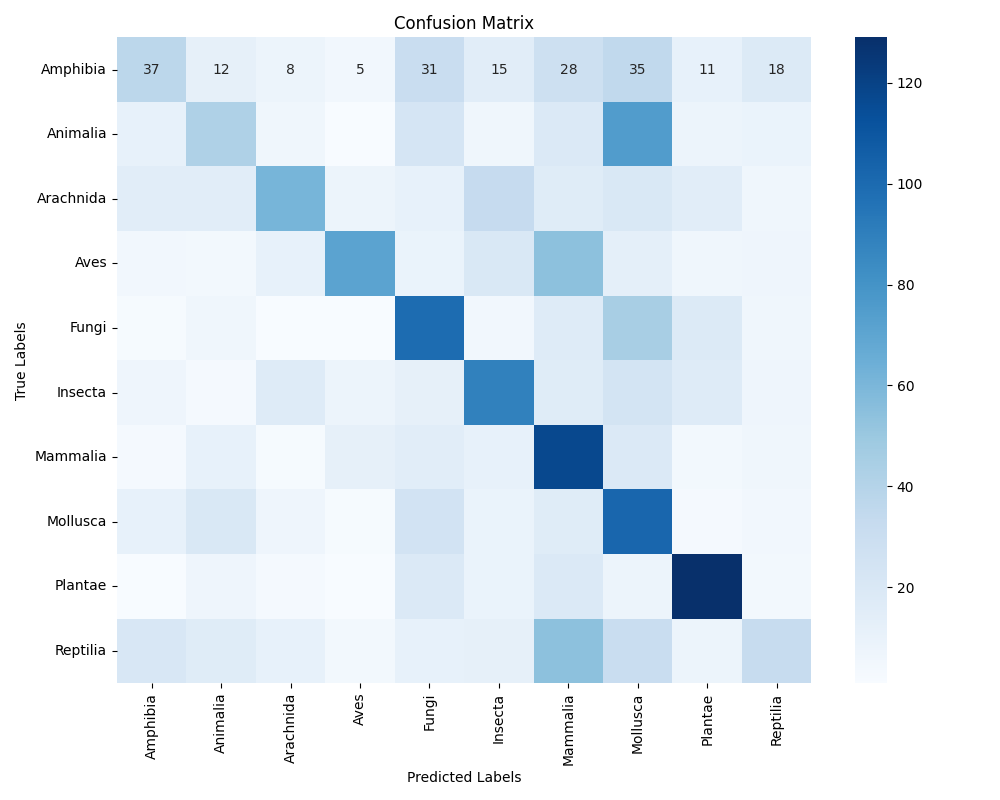 Confusion Matrix
True Labels
Amphibia 37 12 8 5 31 15 28 35 11 18
Animalia
Arachnida
Aves
Fungi
Insecta
Mammalia
Mollusca
Plantae
Reptilia
Amphibia Animalia Arachnida Aves Fungi Insecta Mammalia Mollusca Plantae Reptilia
Predicted Labels
120
100
80
60
40
20